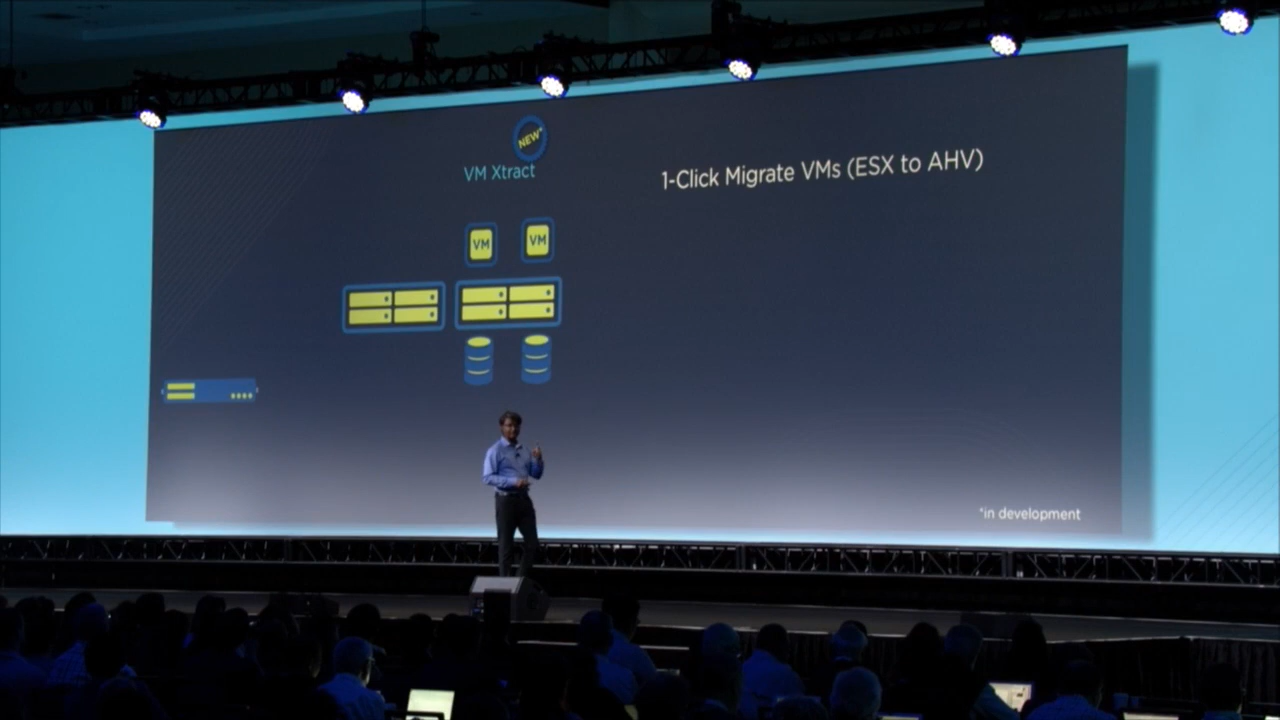 NEW*
VM Xtract
1-Click Migrate VMs (ESX to AHV)
VM VM
*in development